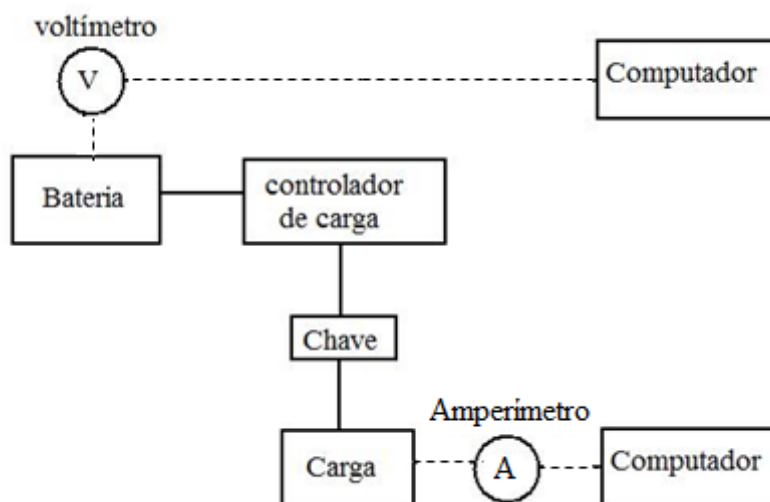 voltímetro
V
Computador
Bateria
controlador
de carga
Chave
Amperímetro
Carga
A
Computador